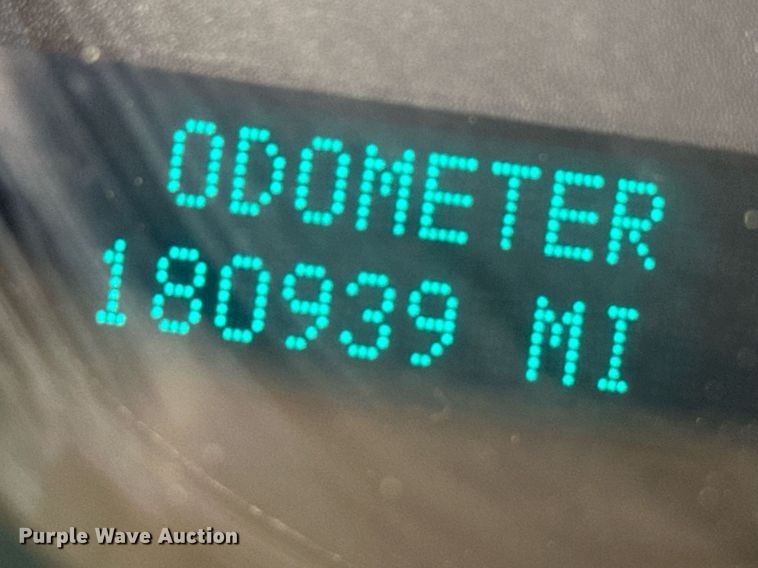 ODOMETER
180939 MI
Purple Wave Auction